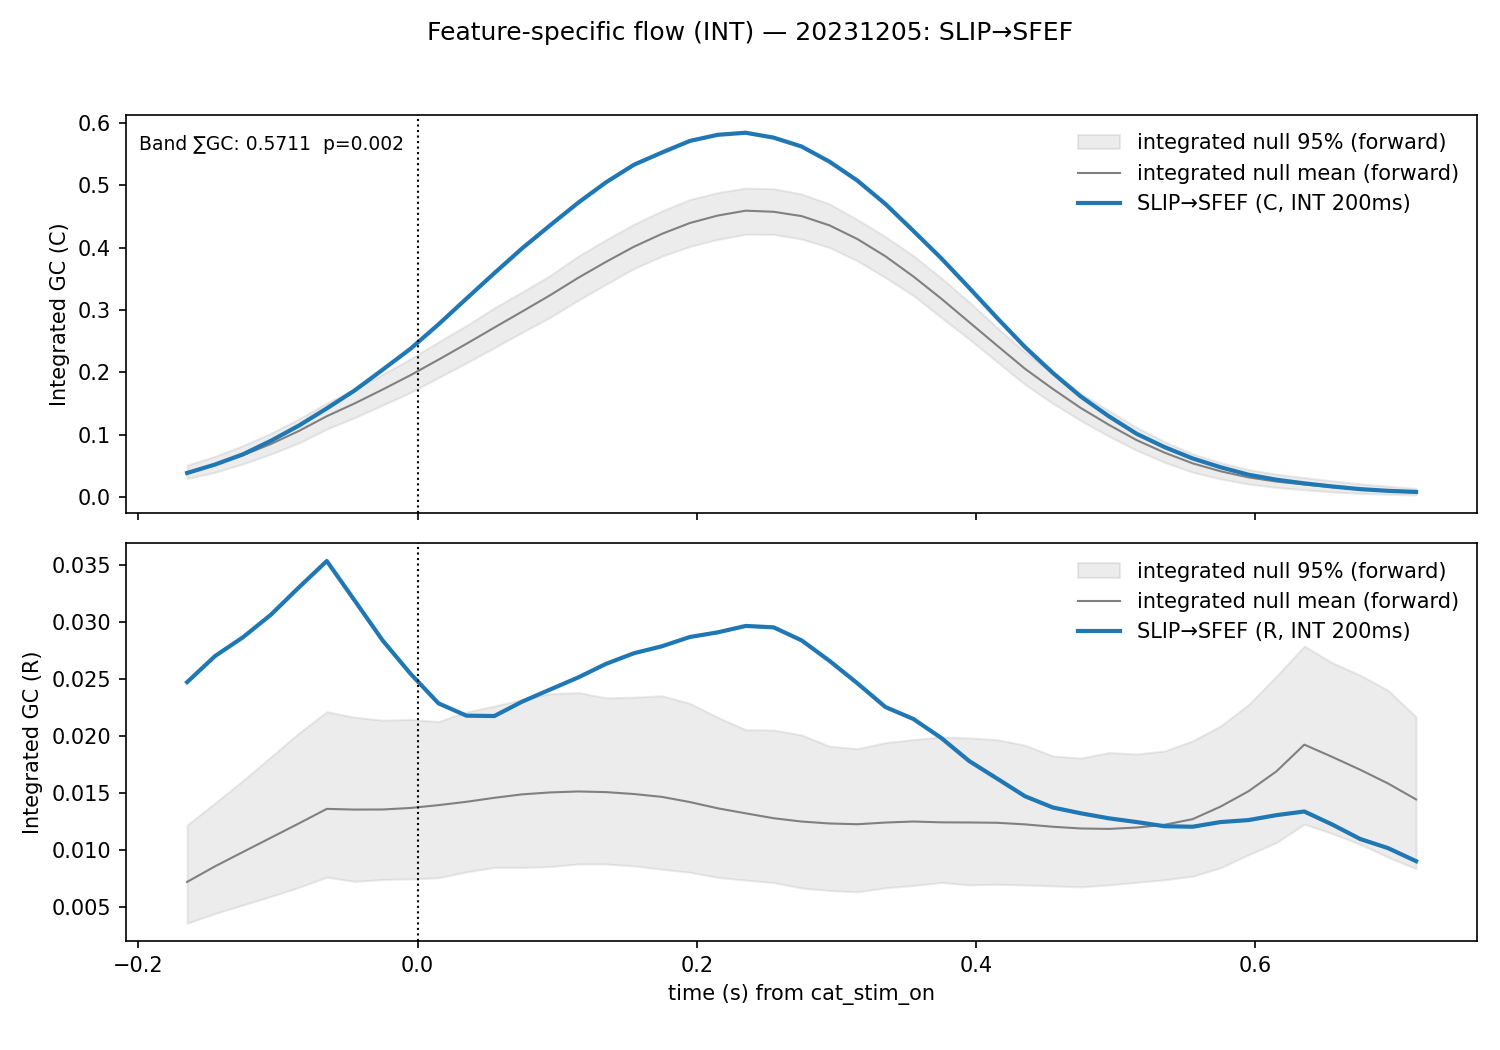 Feature-specific flow (INT) — 20231205: SLIP→SFEF
Band ∑GC: 0.5711  p=0.002
integrated null 95% (forward)
integrated null mean (forward)
SLIP→SFEF (C, INT 200ms)
Integrated GC (C)
0.6
0.5
0.4
0.3
0.2
0.1
0.0
integrated null 95% (forward)
integrated null mean (forward)
SLIP→SFEF (R, INT 200ms)
Integrated GC (R)
0.035
0.030
0.025
0.020
0.015
0.010
0.005
−0.2 0.0 0.2 0.4 0.6
time (s) from cat_stim_on